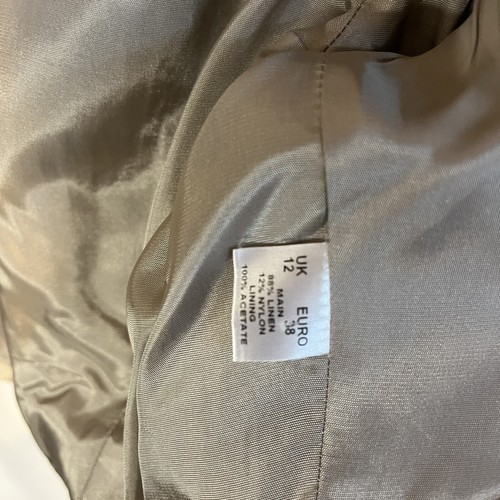 UK EURO
12 38
MAIN
88% LINEN
12% NYLON
LINING
100% ACETATE